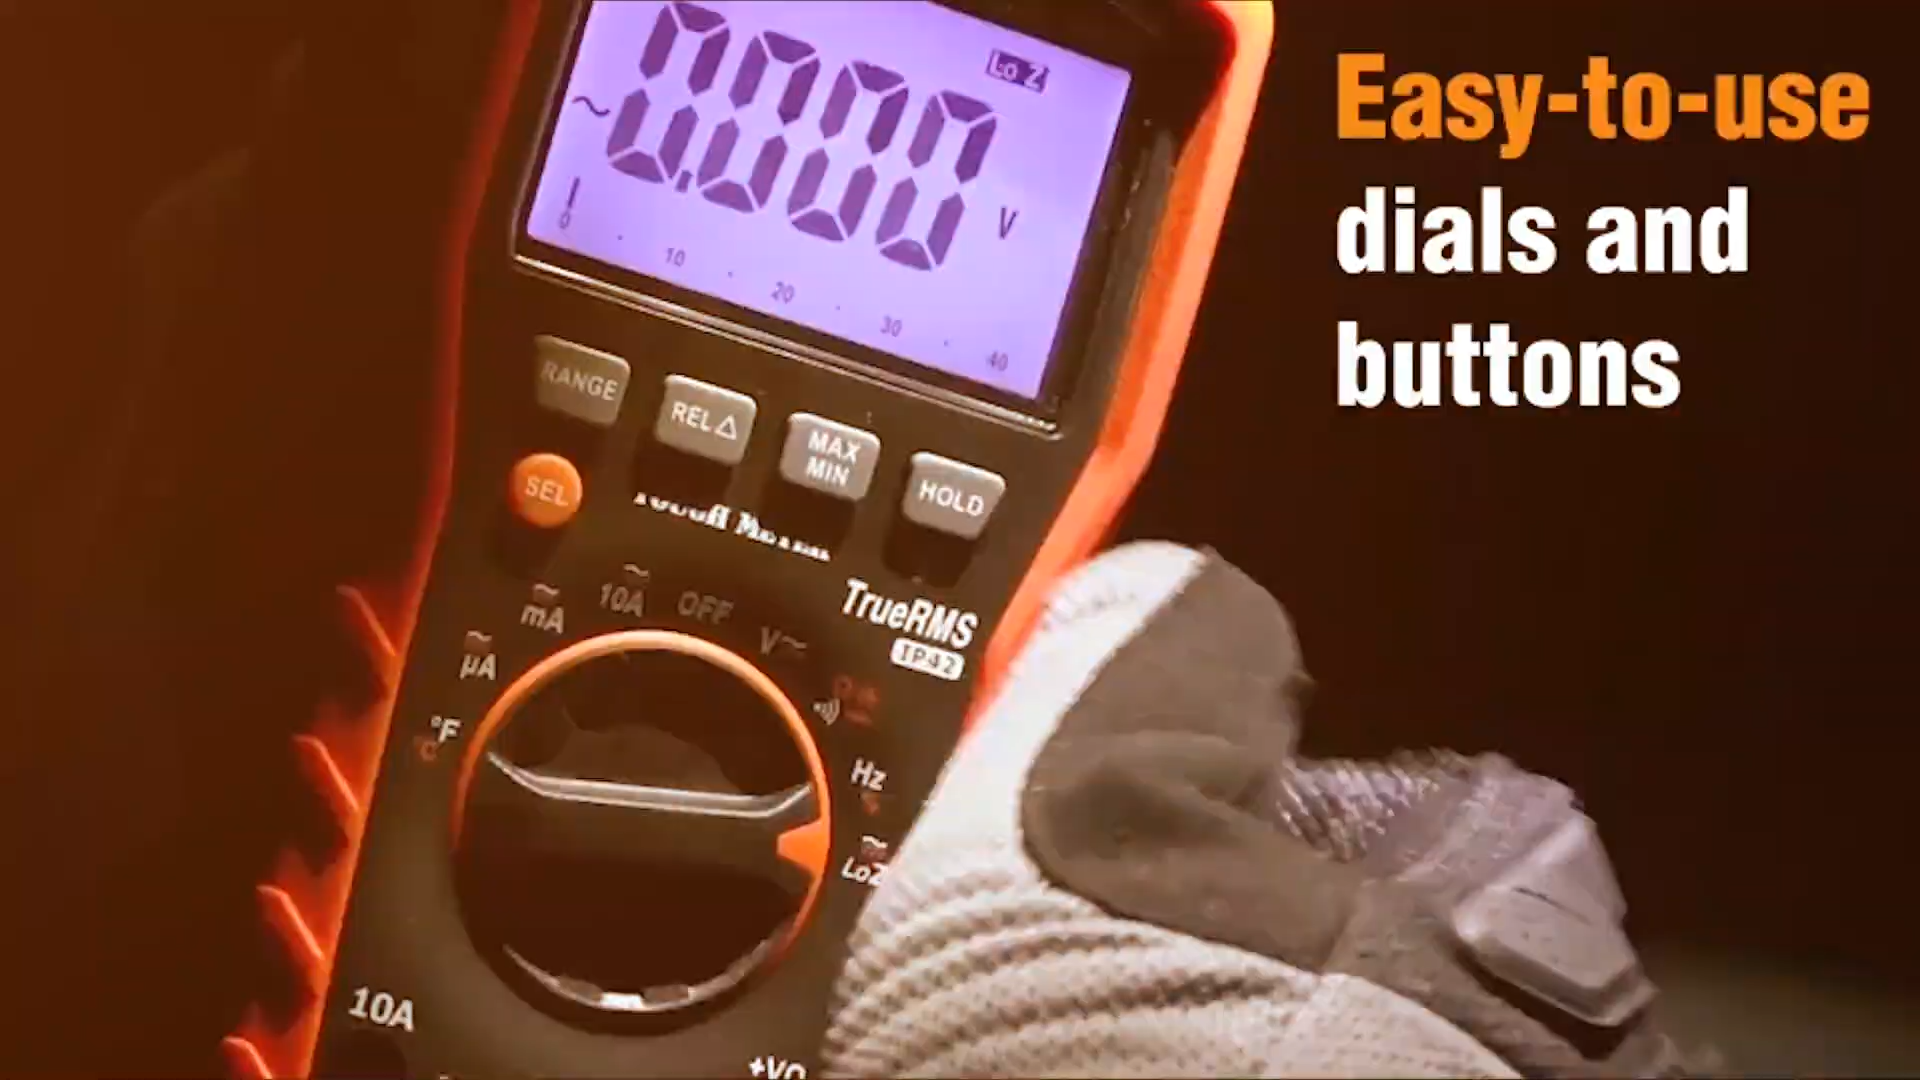 Easy-to-use
dials and
buttons
Lo Z
~0.000 V
0 10 20 30 40
RANGE
REL△
MAX
MIN
HOLD
SEL
TrueRMS
IP42
µA
mA
10A
OFF
V~
°F
°C
Hz
LoZ
10A